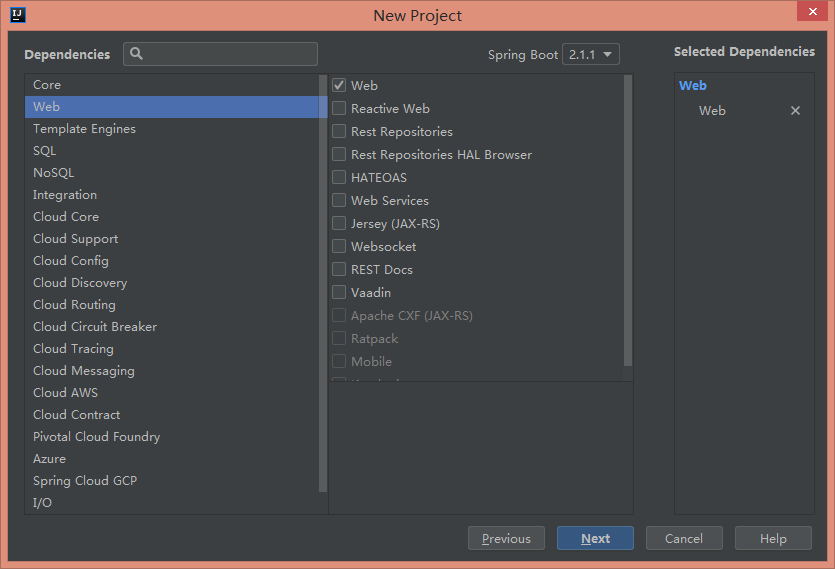 IJ
New Project
Dependencies
Spring Boot 2.1.1
Selected Dependencies
Core
Web
Template Engines
SQL
NoSQL
Integration
Cloud Core
Cloud Support
Cloud Config
Cloud Discovery
Cloud Routing
Cloud Circuit Breaker
Cloud Tracing
Cloud Messaging
Cloud AWS
Cloud Contract
Pivotal Cloud Foundry
Azure
Spring Cloud GCP
I/O
Web
Reactive Web
Rest Repositories
Rest Repositories HAL Browser
HATEOAS
Web Services
Jersey (JAX-RS)
Websocket
REST Docs
Vaadin
Apache CXF (JAX-RS)
Ratpack
Mobile
Web
Web
Previous
Next
Cancel
Help